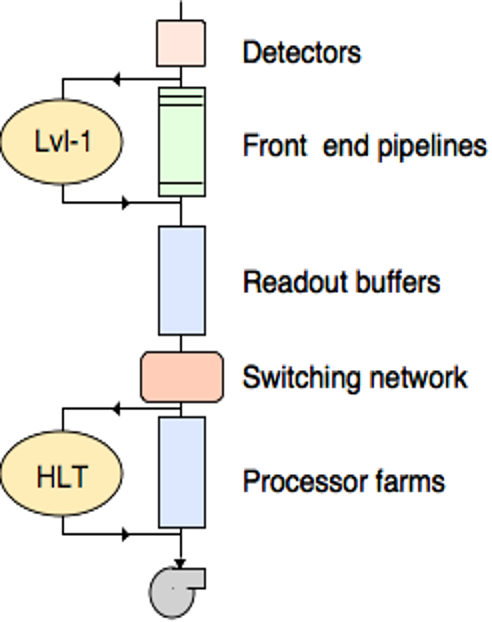 Detectors
Lvl-1
Front end pipelines
Readout buffers
Switching network
HLT
Processor farms